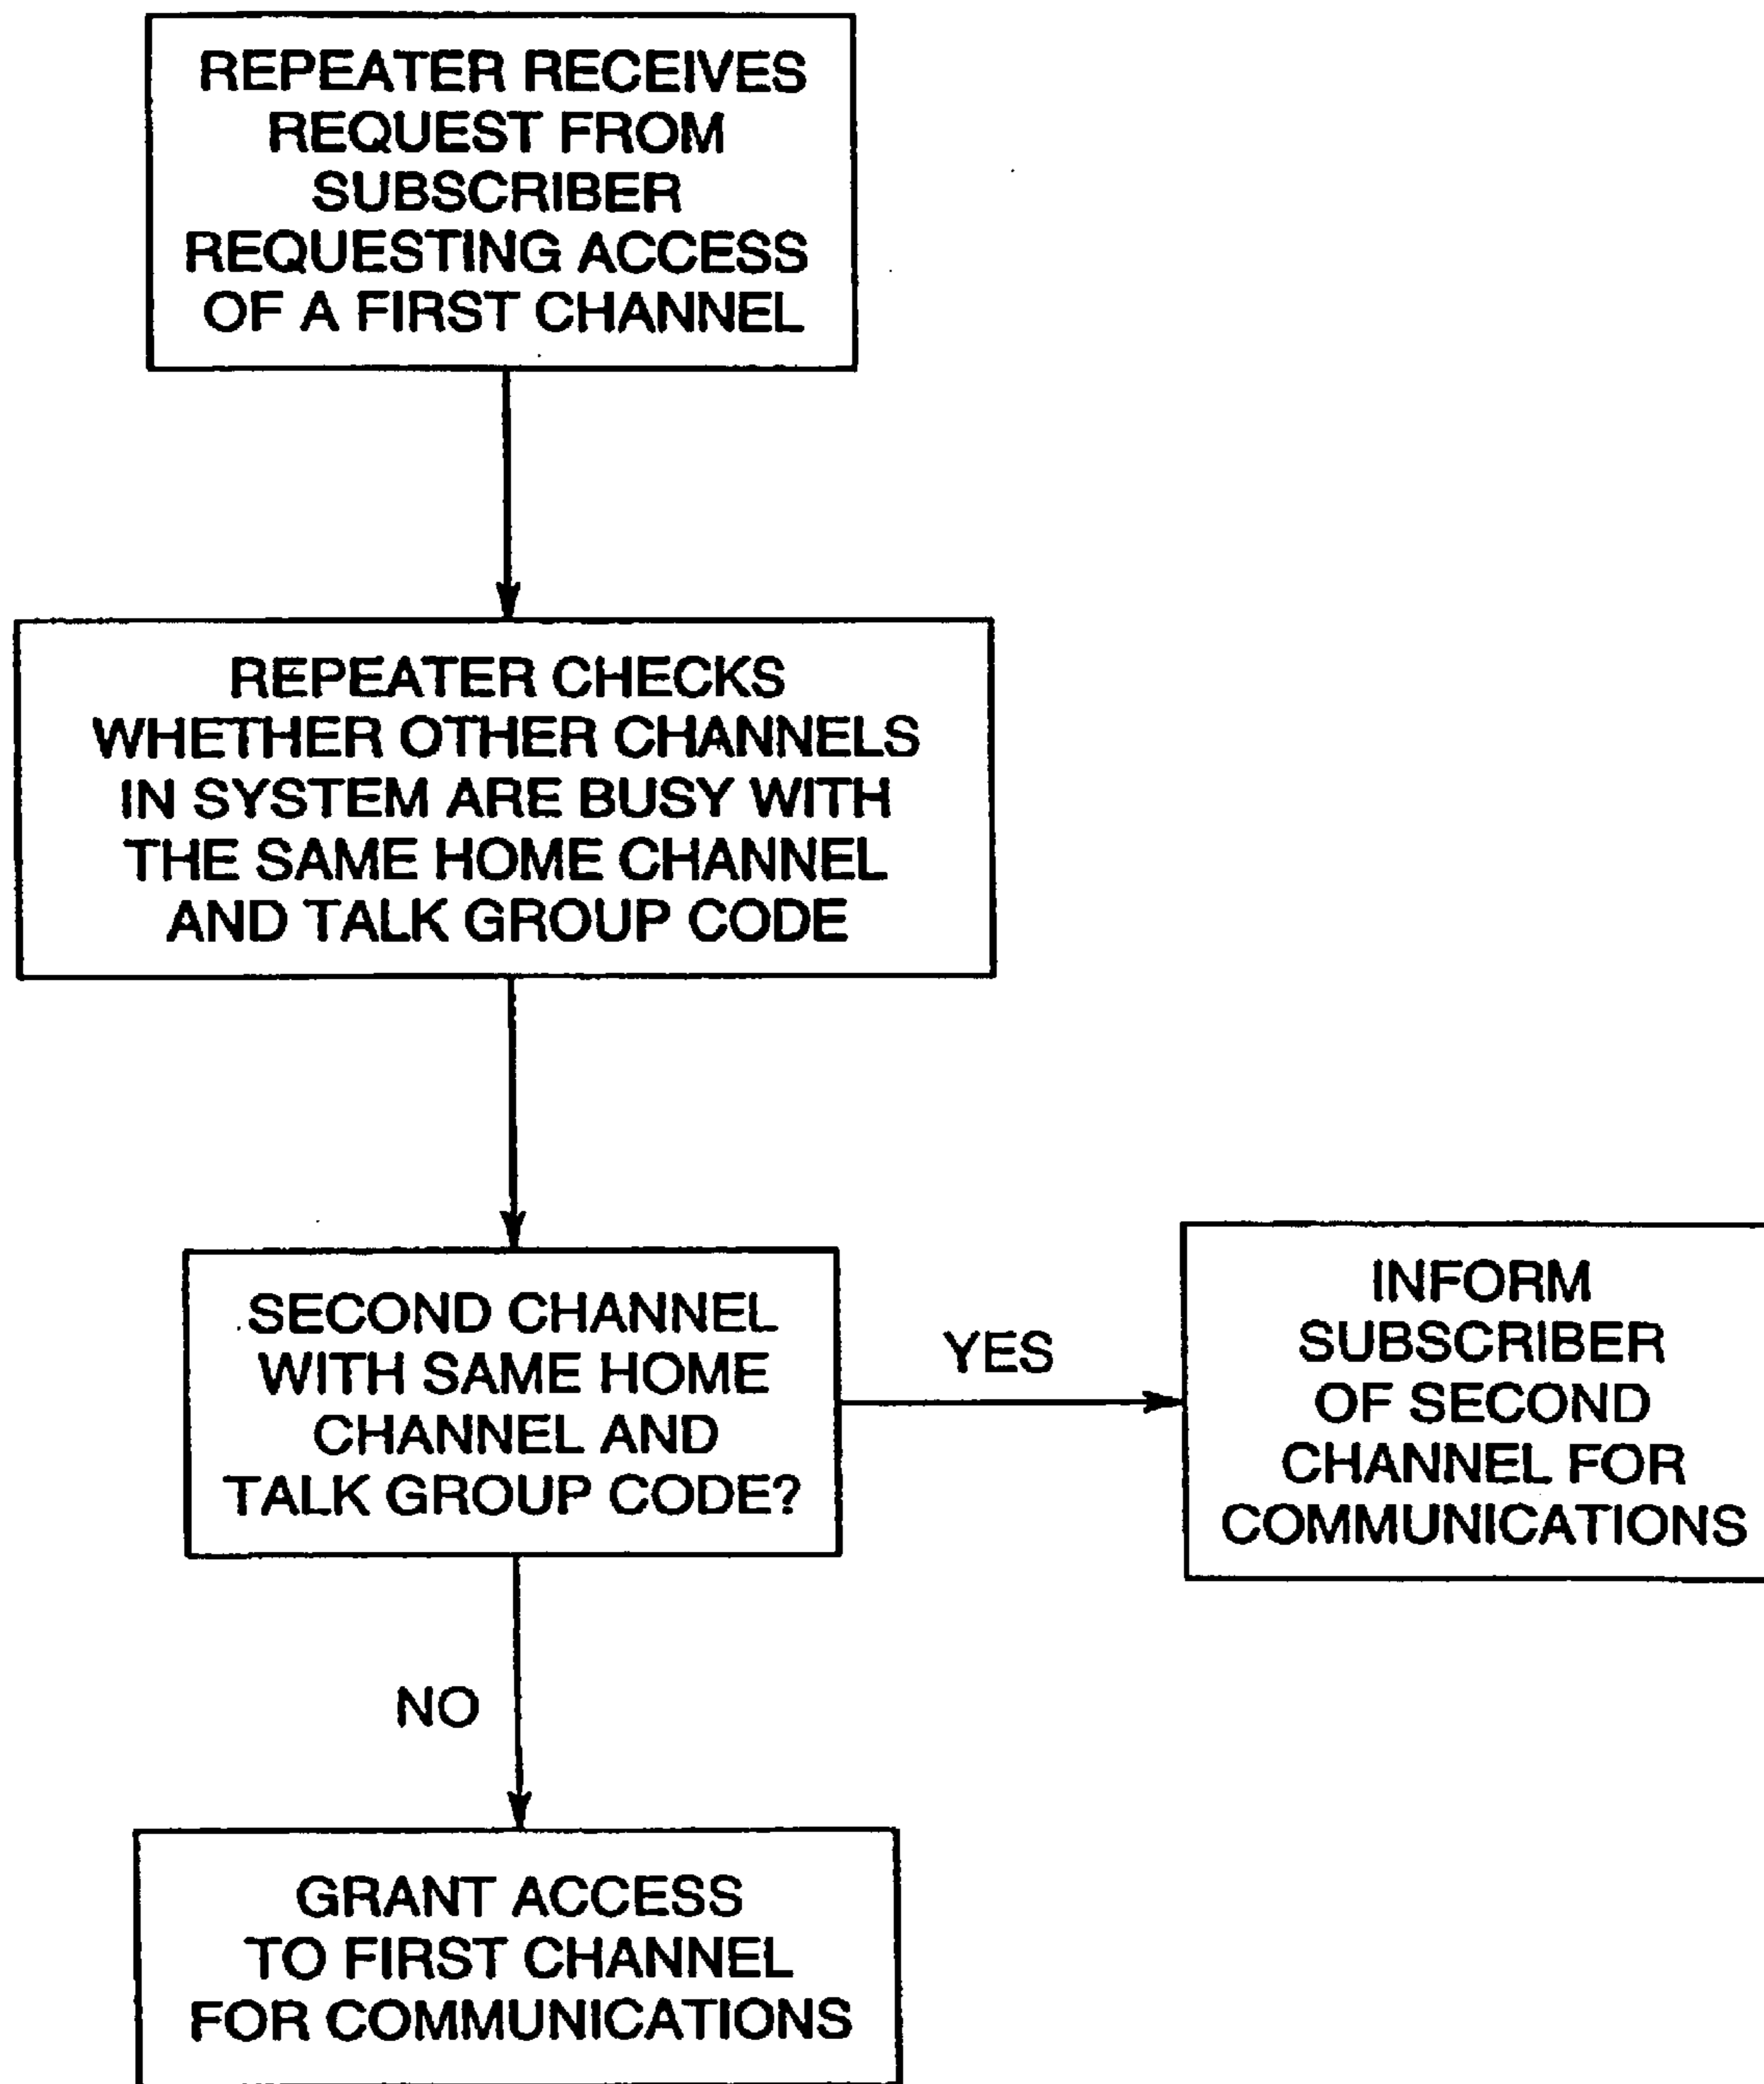 REPEATER RECEIVES
REQUEST FROM
SUBSCRIBER
REQUESTING ACCESS
OF A FIRST CHANNEL
REPEATER CHECKS
WHETHER OTHER CHANNELS
IN SYSTEM ARE BUSY WITH
THE SAME HOME CHANNEL
AND TALK GROUP CODE
SECOND CHANNEL
WITH SAME HOME
CHANNEL AND
TALK GROUP CODE?
YES
INFORM
SUBSCRIBER
OF SECOND
CHANNEL FOR
COMMUNICATIONS
NO
GRANT ACCESS
TO FIRST CHANNEL
FOR COMMUNICATIONS